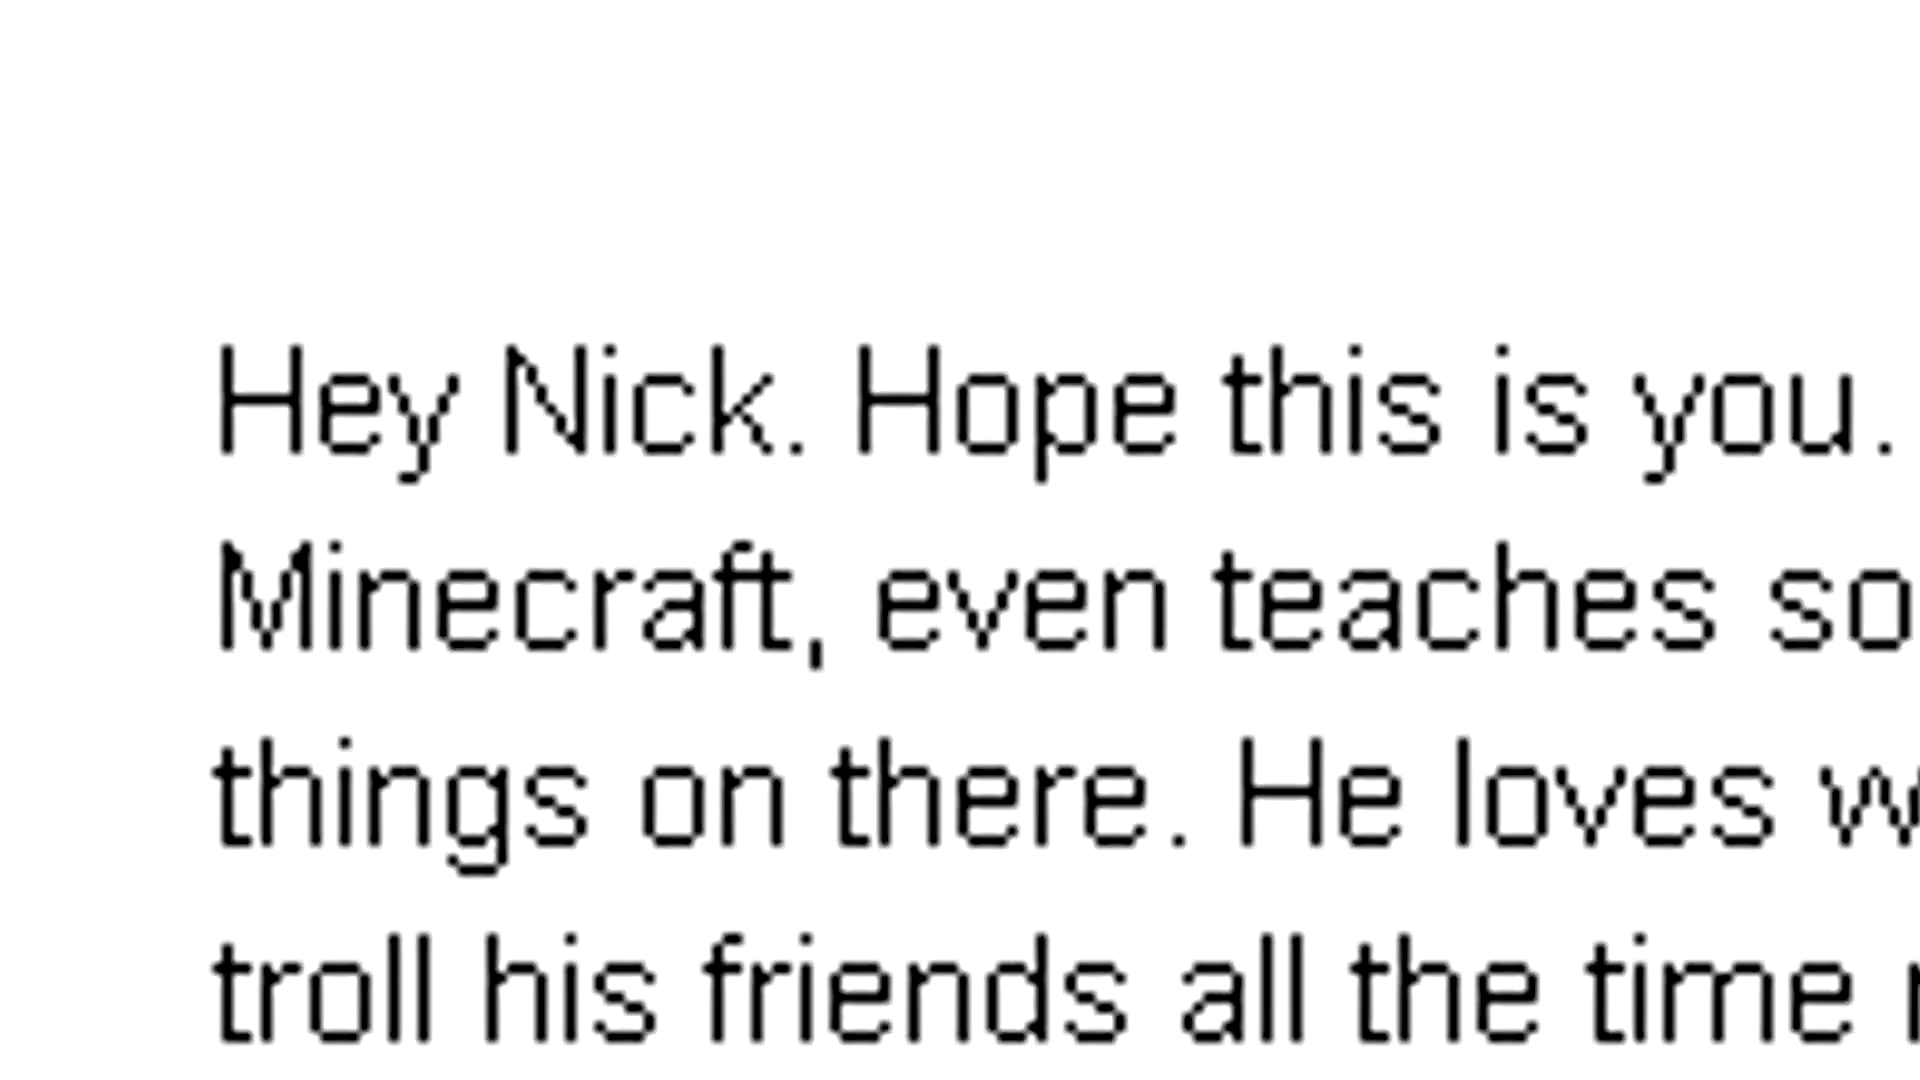 Hey Nick. Hope this is you.
Minecraft, even teaches
things on there. He loves
troll his friends all the time